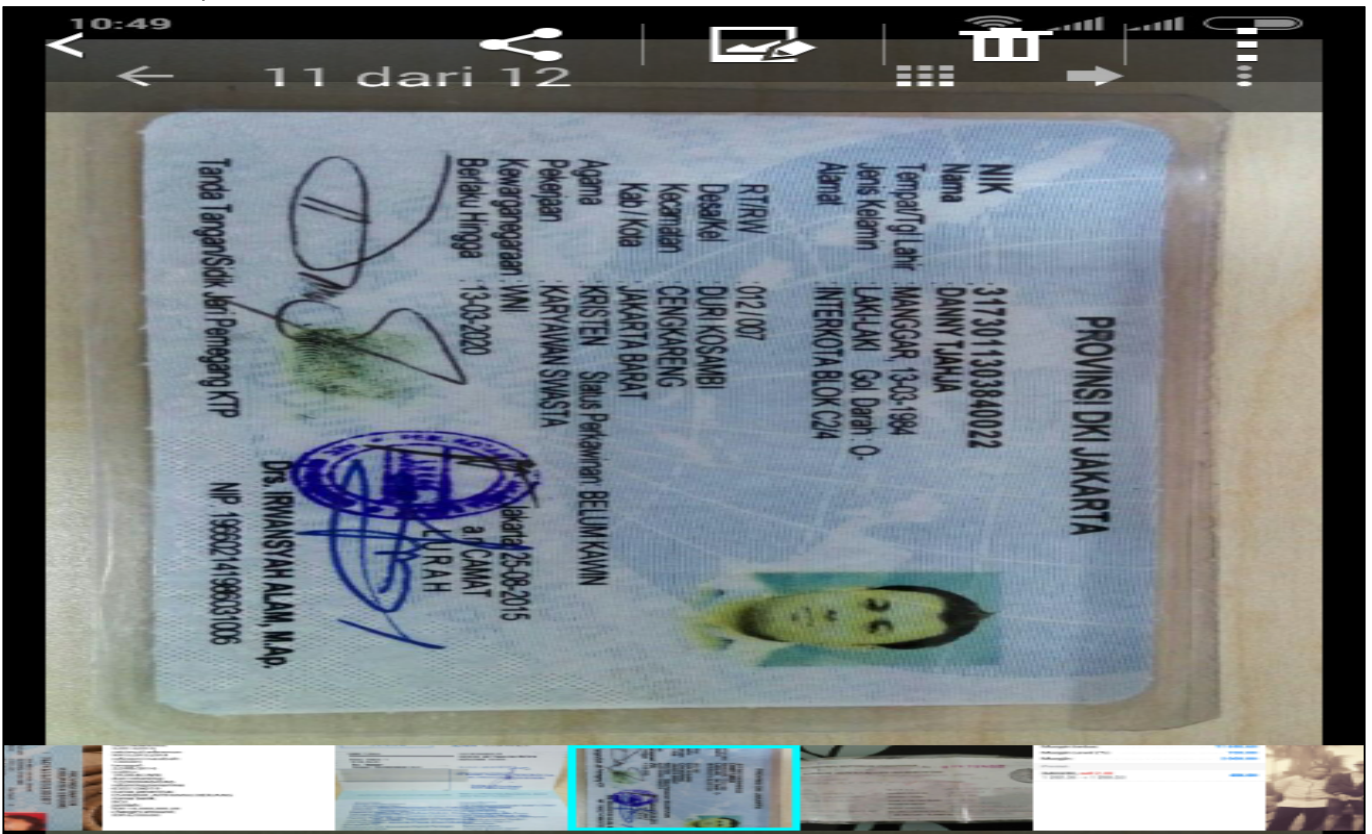 10:49
11 dari 12
PROVINSI DKI JAKARTA
NIK : 3173011303840022
Nama : DANNY TJAHJA
Tempat/Tgl Lahir : MANGGAR, 13-03-1984
Jenis Kelamin : LAKI-LAKI Gol. Darah : O-
Alamat : INTERKOTA BLOK C2/4
RT/RW : 012 / 007
Desa/Kel : DURI KOSAMBI
Kecamatan : CENGKARENG
Kab / Kota : JAKARTA BARAT
Agama : KRISTEN Status Perkawinan: BELUM KAWIN
Pekerjaan : KARYAWAN SWASTA
Kewarganegaraan : WNI
Berlaku Hingga : 13-03-2020
Jakarta, 25-08-2015
a.n CAMAT
LURAH
Drs. IRWANSYAH ALAM, M.Ap.
Tanda Tangan/Sidik Jari Pemegang KTP